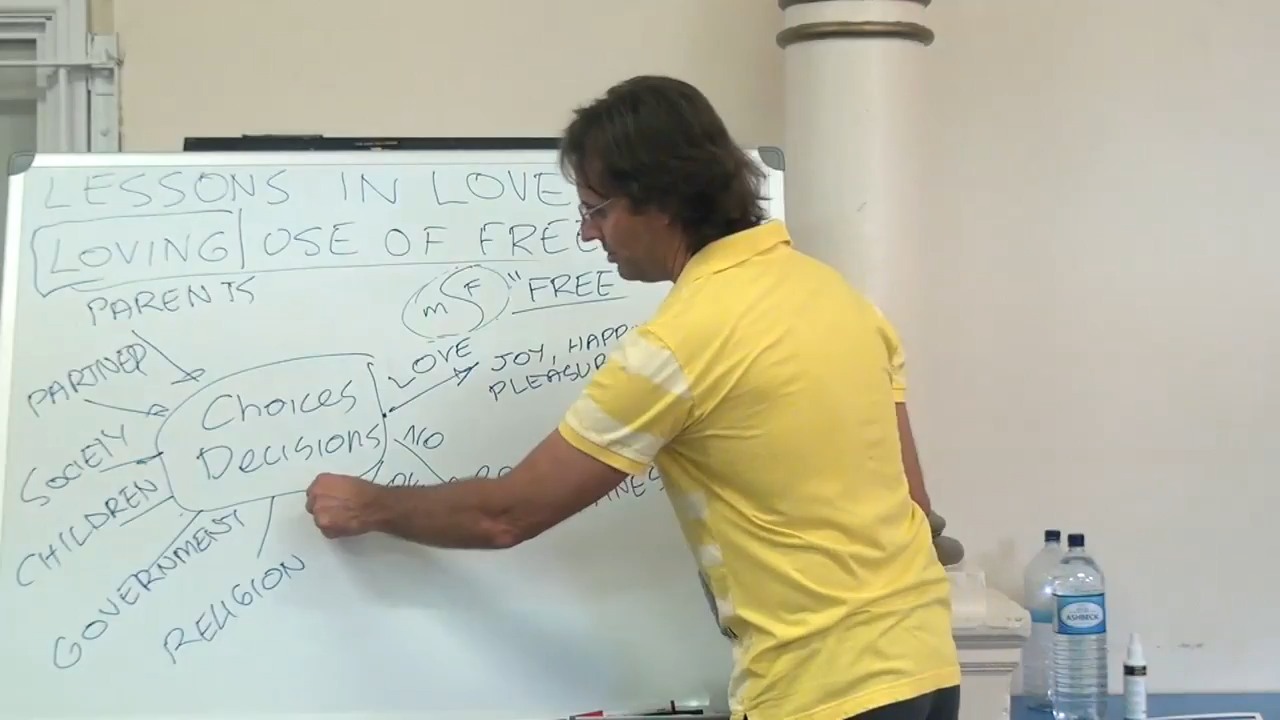 LESSONS IN LOVE
LOVING USE OF FREE
PARENTS
m F "FREE
PARTNER
LOVE
JOY, HAPP
PLEASUR
Choices
Decisions
SOCIETY
NO
CHILDREN
GOVERNMENT
RELIGION
ASHBECK